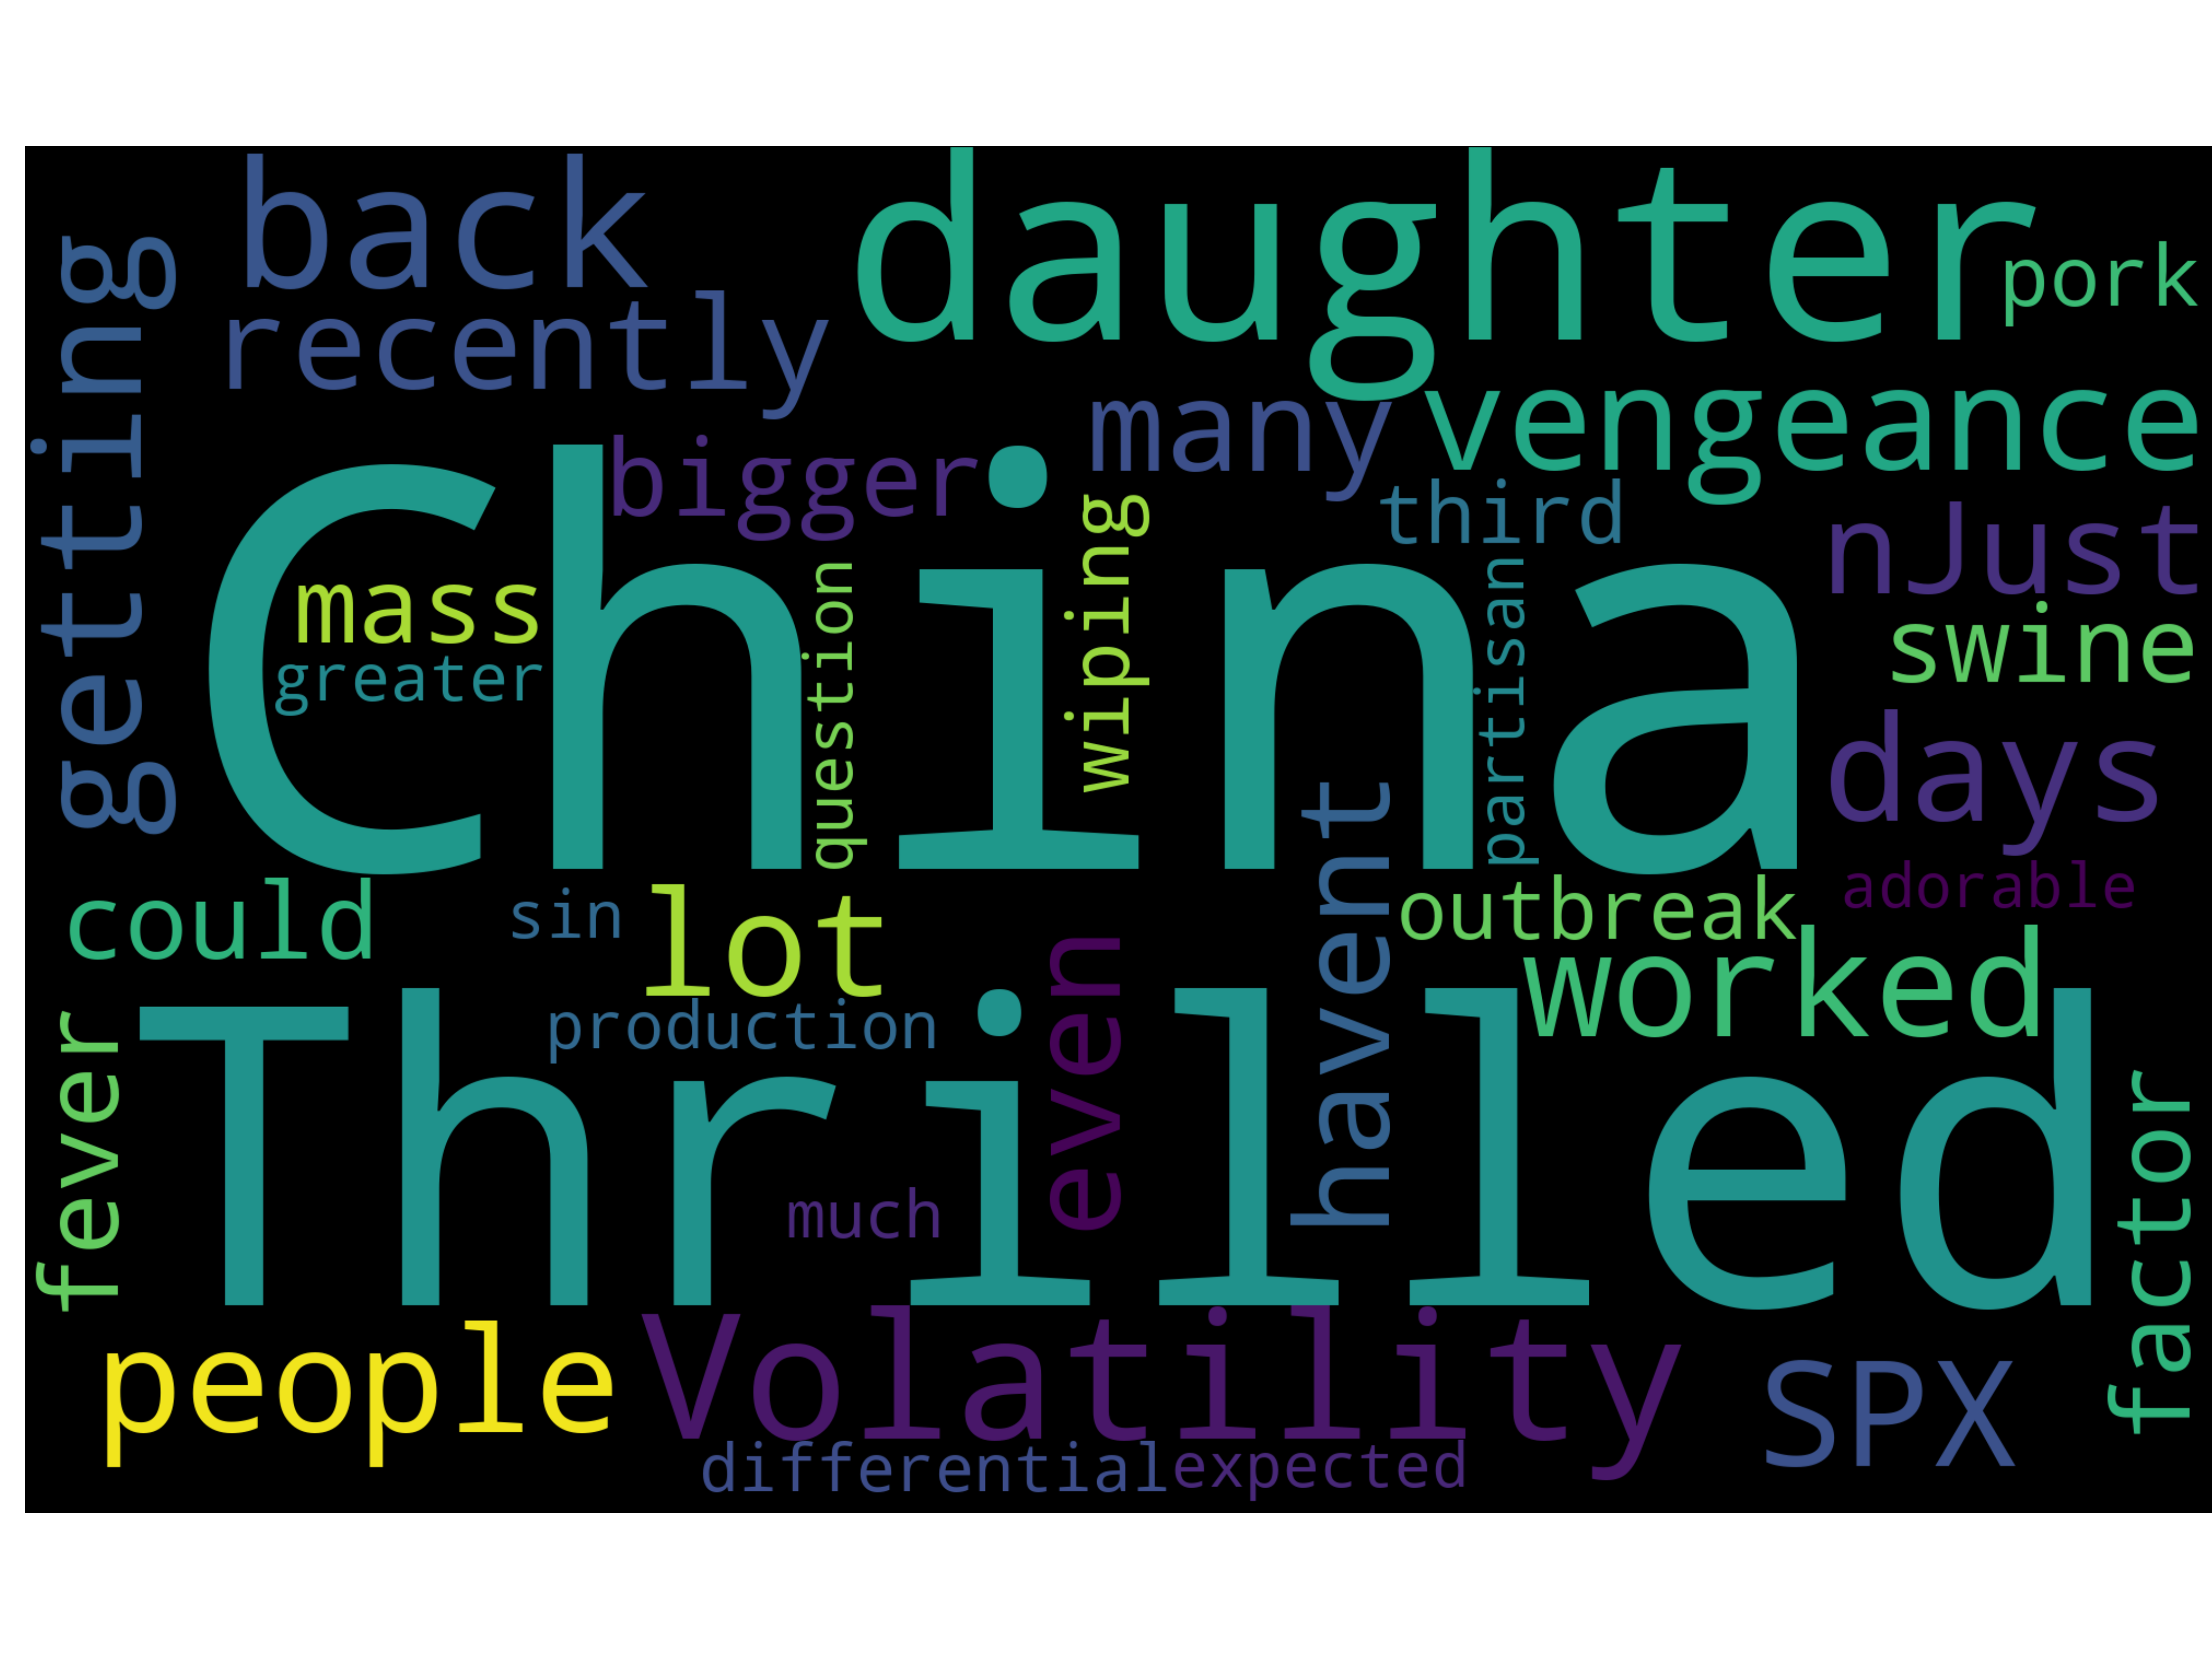 back
daughter
pork
getting
recently
many
vengeance
bigger
third
nJust
China
wiping
partisan
mass
question
swine
greater
days
haven't
could
sin
lot
outbreak
adorable
even
worked
production
Thrilled
fever
much
factor
people
Volatility
SPX
differential
expected